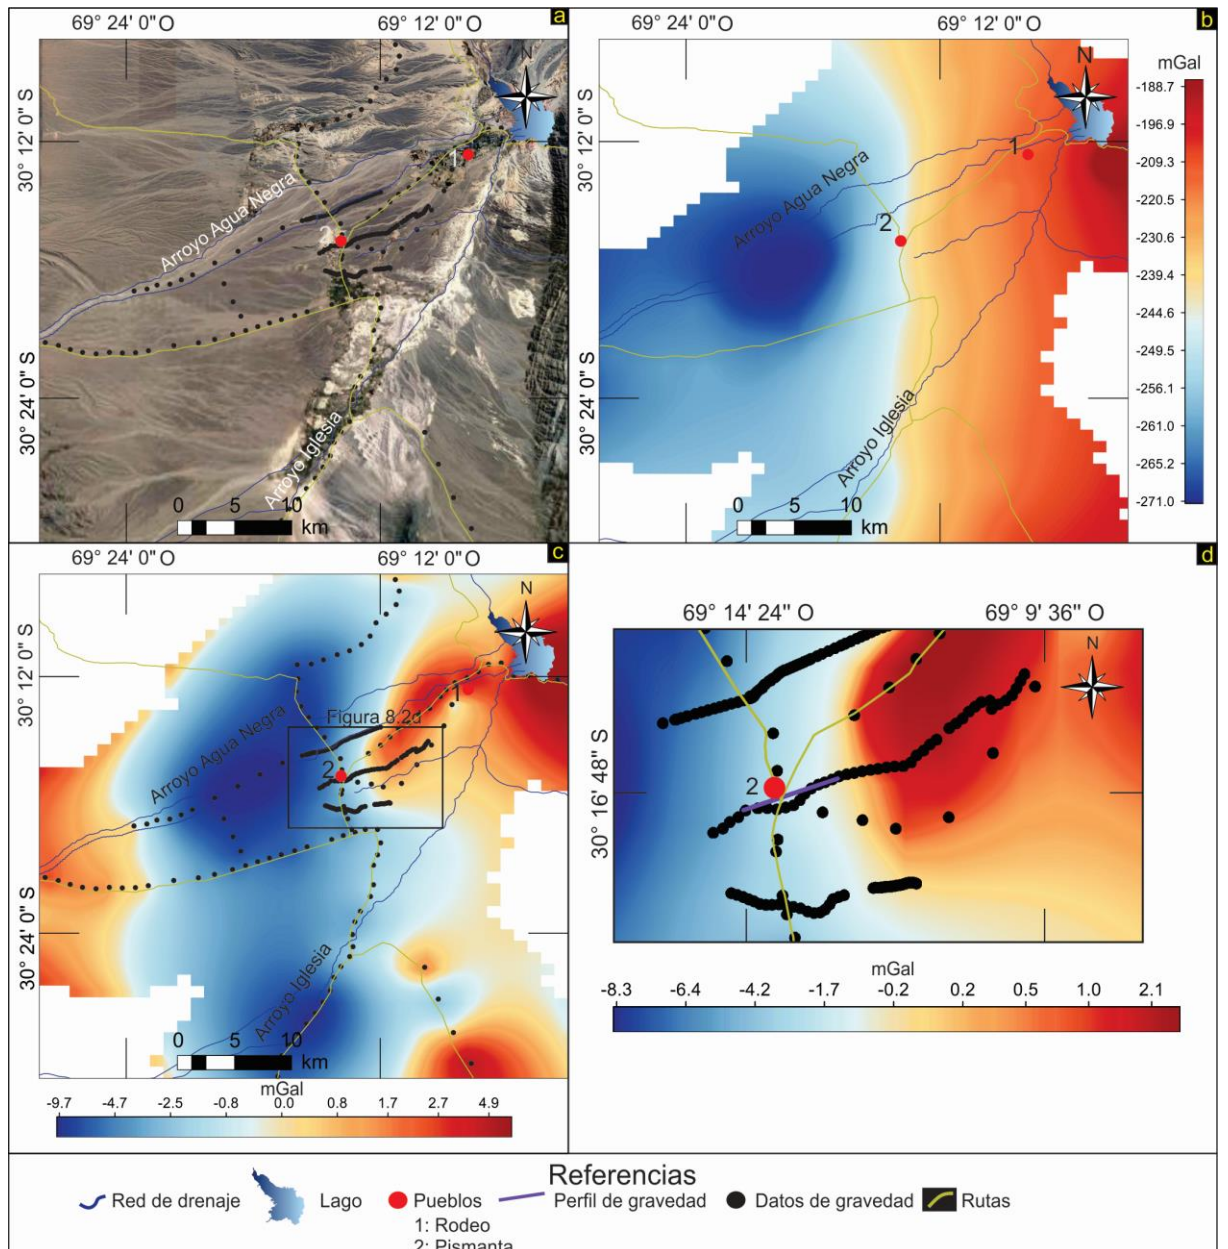 69° 24' 0"O
69° 12' 0"O
a
N
30° 12' 0" S
1
Arroyo Agua Negra
2
30° 24' 0" S
Arroyo Iglesia
0 5 10
km
69° 24' 0"O
69° 12' 0"O
b
N
mGal
-188.7
-196.9
-209.3
-220.5
-230.6
-239.4
-244.6
-249.5
-256.1
-261.0
-265.2
-271.0
30° 12' 0" S
1
Arroyo Agua Negra
2
30° 24' 0" S
Arroyo Iglesia
0 5 10
km
69° 24' 0"O
69° 12' 0"O
c
N
30° 12' 0" S
1
Figura 8.2d
Arroyo Agua Negra
2
30° 24' 0" S
Arroyo Iglesia
0 5 10
km
mGal
-9.7 -4.7 -2.5 -0.8 0.0 0.8 1.7 2.7 4.9
d
69° 14' 24" O
69° 9' 36" O
N
30° 16' 48" S
2
mGal
-8.3 -6.4 -4.2 -1.7 -0.2 0.2 0.5 1.0 2.1
Referencias
Red de drenaje Lago Pueblos Perfil de gravedad Datos de gravedad Rutas
1: Rodeo
2: Pismanta